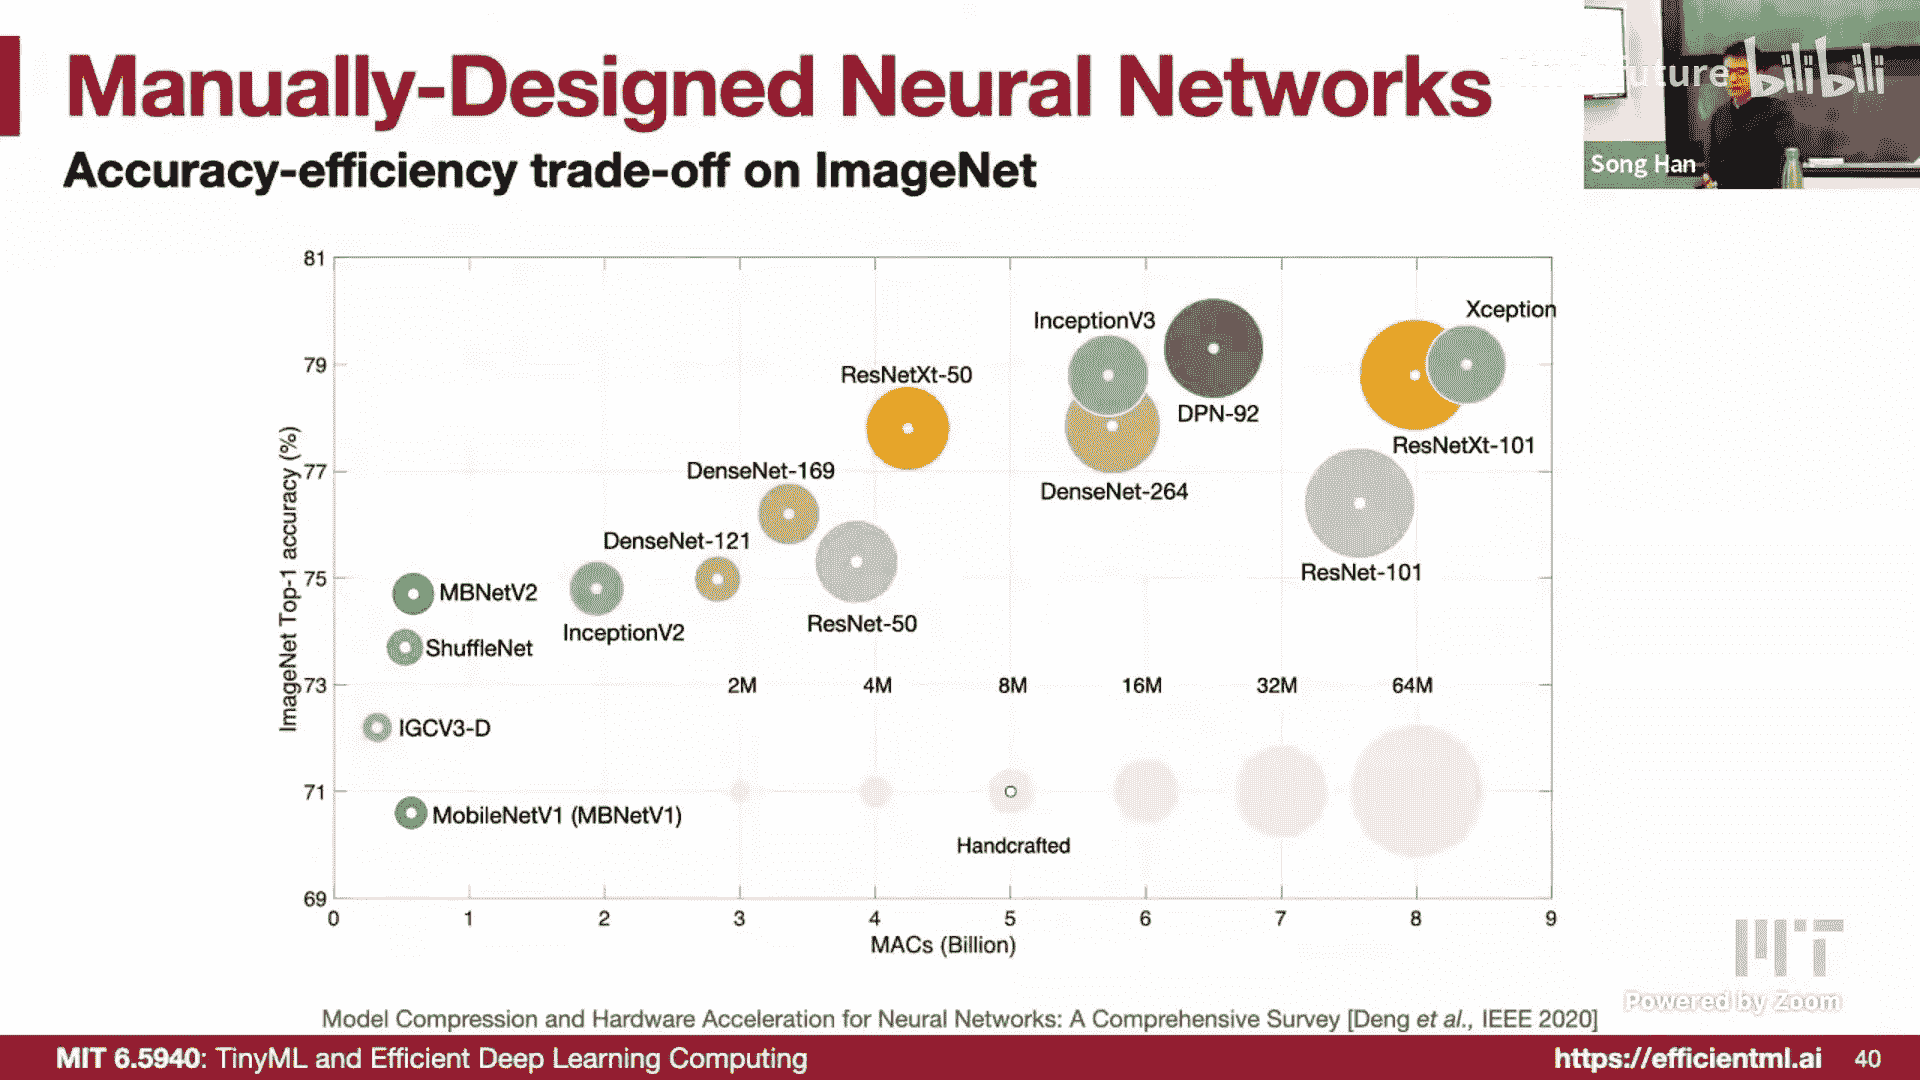 Manually-Designed Neural Networks
Accuracy-efficiency trade-off on ImageNet
uture
bilibili
Song Han
81
79
77
75
73
71
69
ImageNet Top-1 accuracy (%)
Xception
InceptionV3
ResNetXt-50
DPN-92
ResNetXt-101
DenseNet-169
DenseNet-264
DenseNet-121
ResNet-101
MBNetV2
InceptionV2
ResNet-50
ShuffleNet
2M 4M 8M 16M 32M 64M
IGCV3-D
MobileNetV1 (MBNetV1)
Handcrafted
0 1 2 3 4 5 6 7 8 9
MACs (Billion)
MIT
Powered by Zoom
Model Compression and Hardware Acceleration for Neural Networks: A Comprehensive Survey [Deng et al., IEEE 2020]
MIT 6.5940: TinyML and Efficient Deep Learning Computing
https://efficientml.ai 40